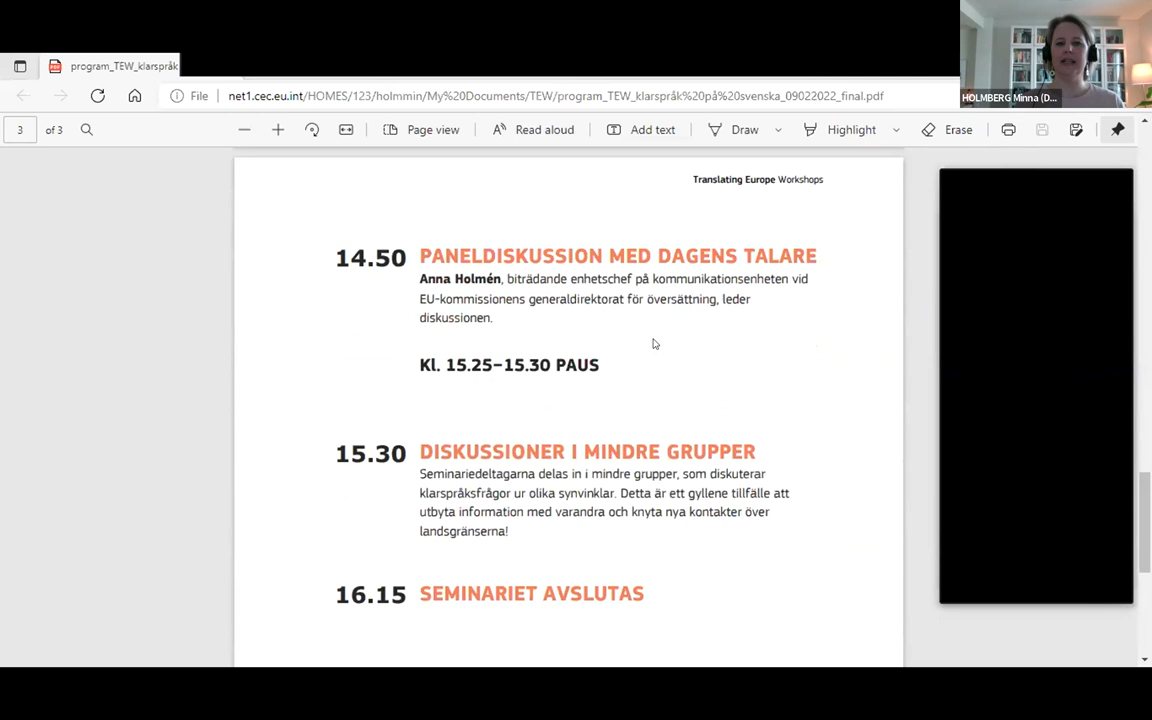 program_TEW_klarspråk
File
net1.cec.eu.int/HOMES/123/holmmin/My%20Documents/TEW/program_TEW_klarspråk%20på%20svenska_09022022_final.pdf
HOLMBERG Minna (D...
3 of 3
Page view
Read aloud
Add text
Draw
Highlight
Erase
Translating Europe Workshops
14.50 PANELDISKUSSION MED DAGENS TALARE
Anna Holmén, biträdande enhetschef på kommunikationsenheten vid
EU-kommissionens generaldirektorat för översättning, leder
diskussionen.
Kl. 15.25–15.30 PAUS
15.30 DISKUSSIONER I MINDRE GRUPPER
Seminariedeltagarna delas in i mindre grupper, som diskuterar
klarspråksfrågor ur olika synvinklar. Detta är ett gyllene tillfälle att
utbyta information med varandra och knyta nya kontakter över
landsgränserna!
16.15 SEMINARIET AVSLUTAS